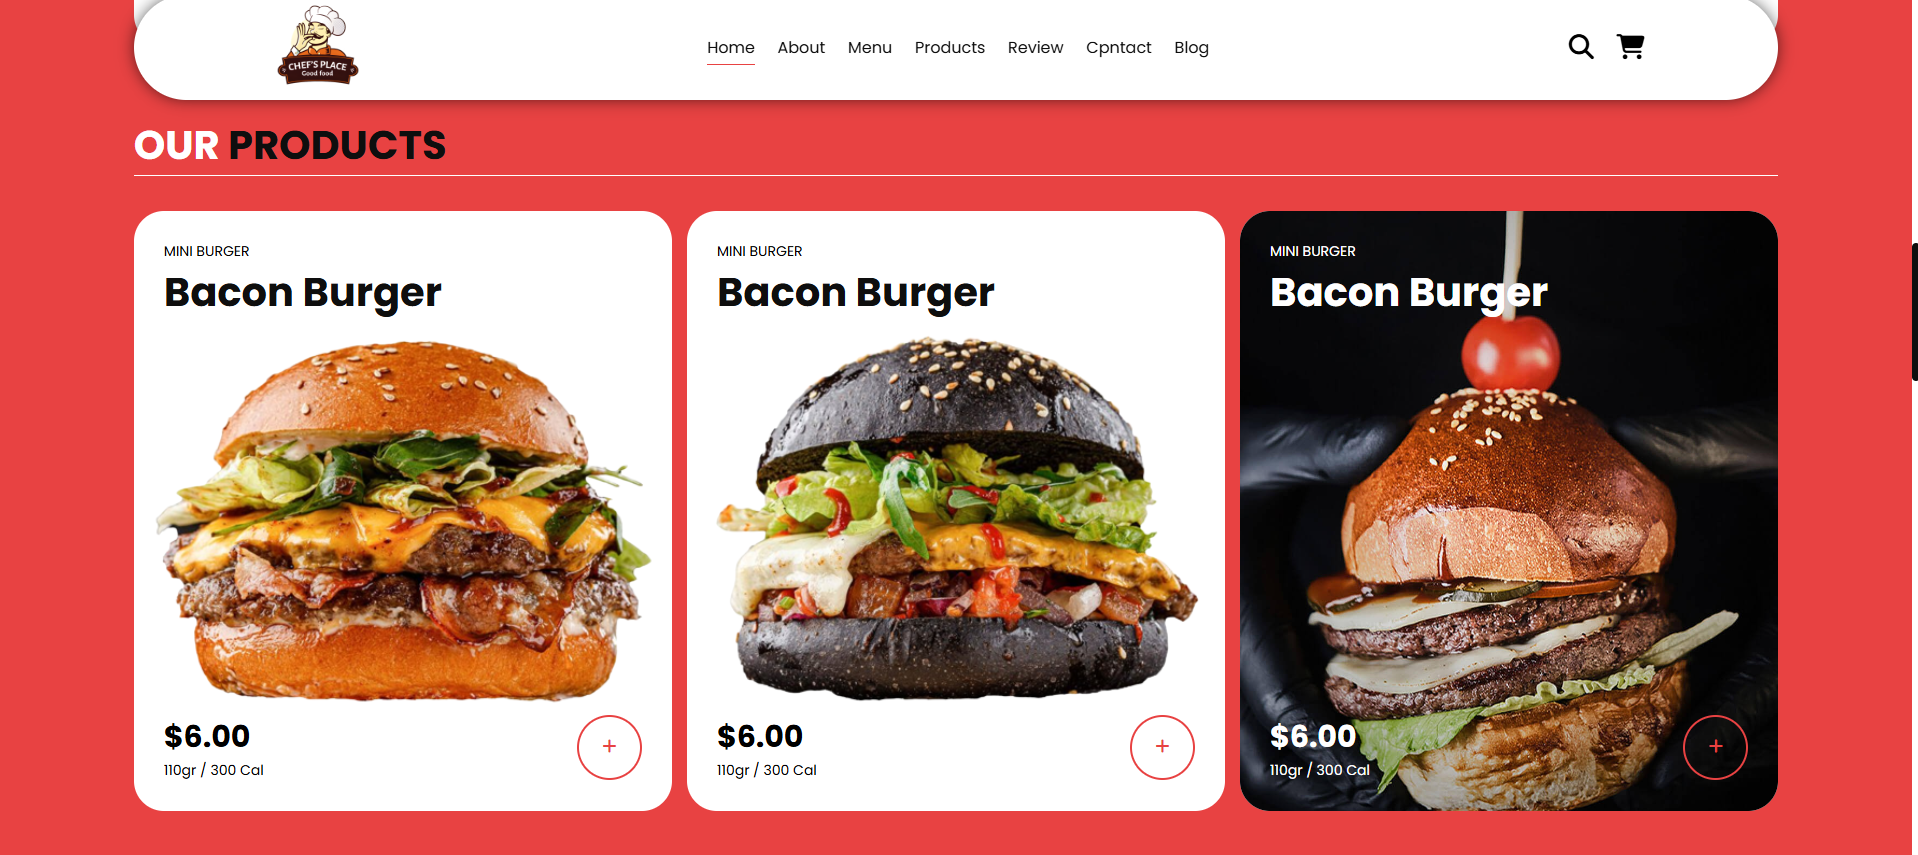 CHEF'S PLACE
Good food
Home About Menu Products Review Cpntact Blog
OUR PRODUCTS
MINI BURGER
Bacon Burger
$6.00
110gr / 300 Cal
+
MINI BURGER
Bacon Burger
$6.00
110gr / 300 Cal
+
MINI BURGER
Bacon Burger
$6.00
110gr / 300 Cal
+